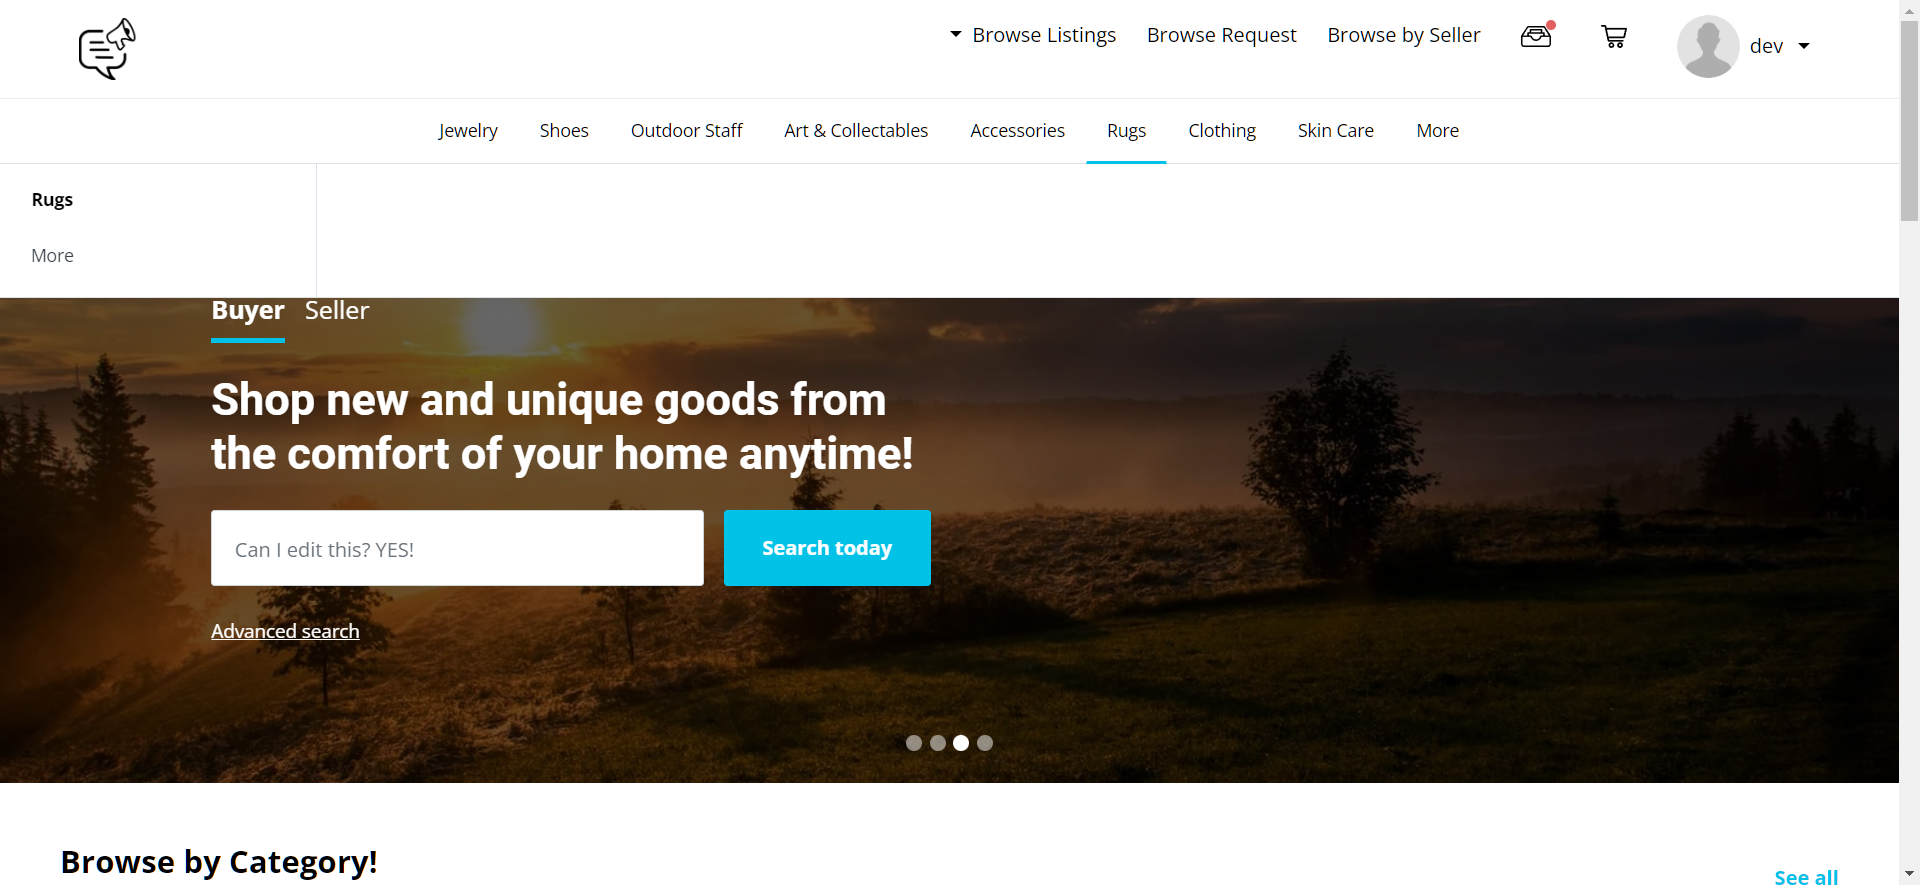 Browse Listings Browse Request Browse by Seller dev
Jewelry Shoes Outdoor Staff Art & Collectables Accessories Rugs Clothing Skin Care More
Rugs
More
Buyer Seller
Shop new and unique goods from
the comfort of your home anytime!
Can I edit this? YES! Search today
Advanced search
Browse by Category!
See all